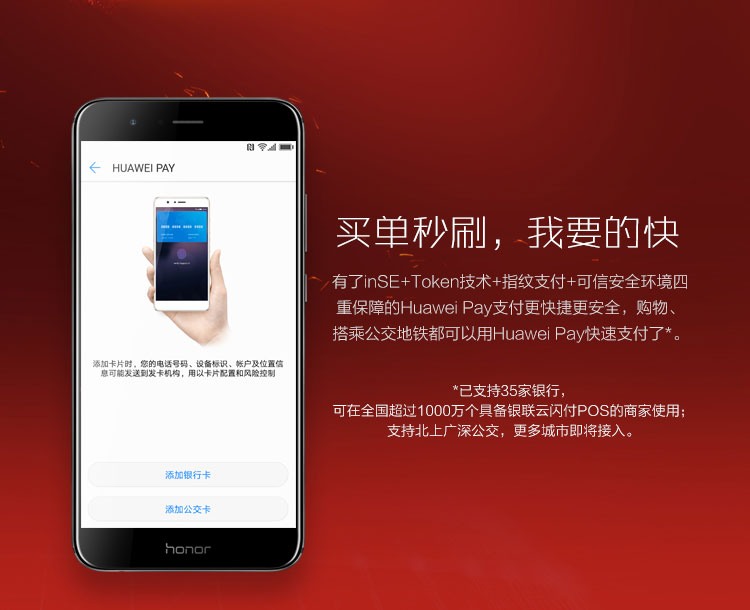 HUAWEI PAY
添加卡片时，您的电话号码、设备标识、帐户及位置信
息可能发送到发卡机构，用以卡片配置和风险控制
添加银行卡
添加公交卡
honor
买单秒刷，我要的快
有了inSE+Token技术+指纹支付+可信安全环境四
重保障的Huawei Pay支付更快捷更安全，购物、
搭乘公交地铁都可以用Huawei Pay快速支付了*。
*已支持35家银行，
可在全国超过1000万个具备银联云闪付POS的商家使用；
支持北上广深公交，更多城市即将接入。